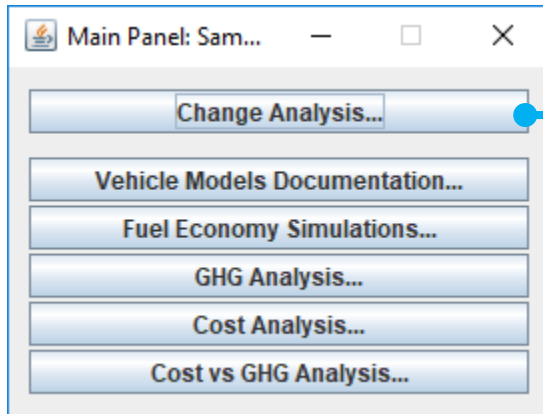 Main Panel: Sam...
Change Analysis...
Vehicle Models Documentation...
Fuel Economy Simulations...
GHG Analysis...
Cost Analysis...
Cost vs GHG Analysis...